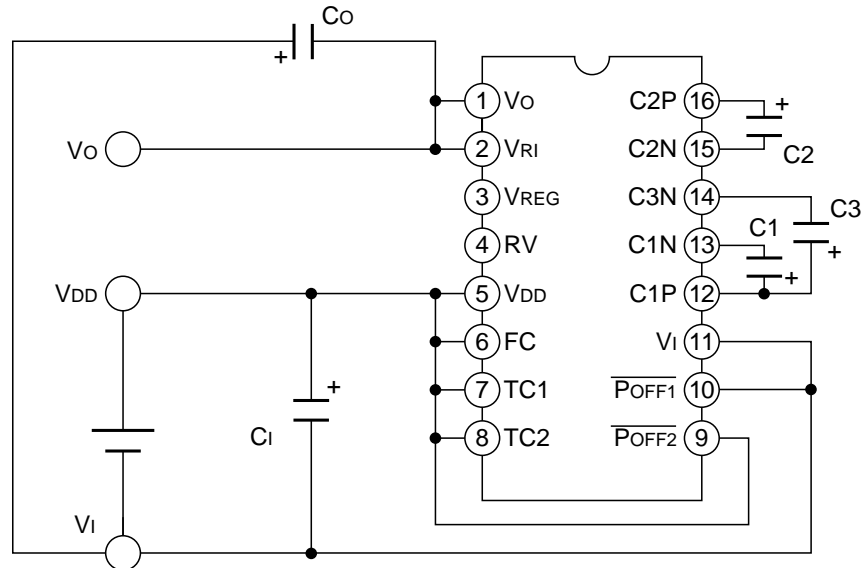 CO
+
1 VO
C2P 16
+
VO
2 VRI
C2N 15
C2
3 VREG
C3N 14
C3
4 RV
C1N 13
C1
+
VDD
5 VDD
C1P 12
+
6 FC
VI 11
+
7 TC1
POFF1 10
CI
8 TC2
POFF2 9
VI